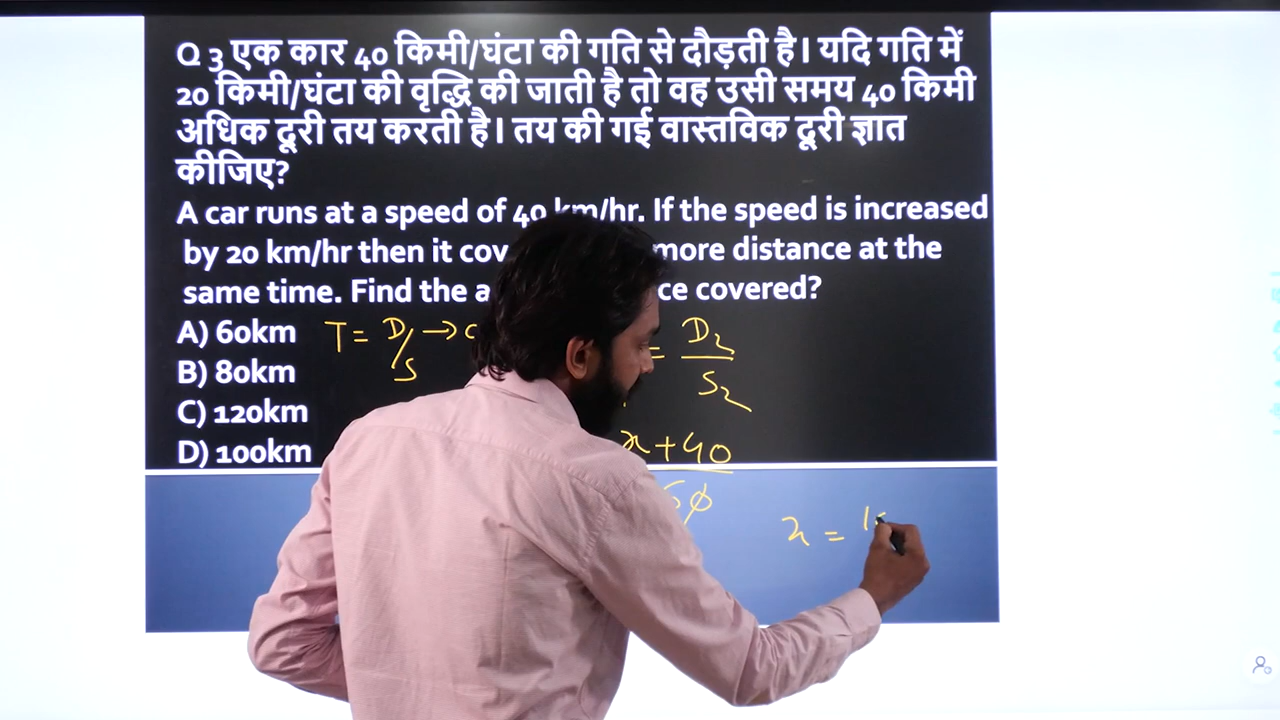 Q 3 एक कार 40 किमी/घंटा की गति से दौड़ती है। यदि गति में
20 किमी/घंटा की वृद्धि की जाती है तो वह उसी समय 40 किमी
अधिक दूरी तय करती है। तय की गई वास्तविक दूरी ज्ञात
कीजिए?
A car runs at a speed of 40 km/hr. If the speed is increased
by 20 km/hr then it more distance at the
same time. Find the covered?
A) 60km T = D/S →
= D2/S2
B) 80km
C) 120km
x + 40
D) 100km
x =